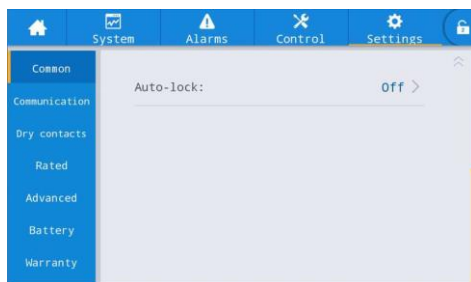 System Alarms Control Settings
Common
Auto-lock: Off >
Communication
Dry contacts
Rated
Advanced
Battery
Warranty